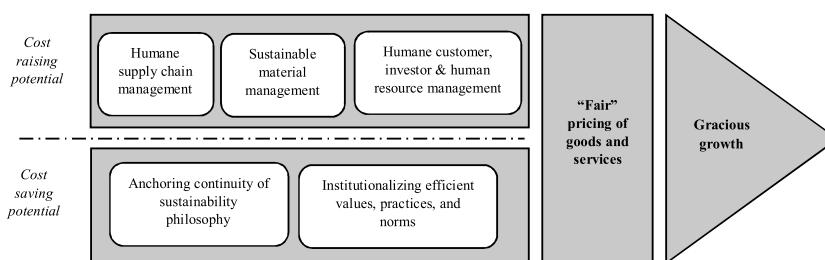 Cost
raising
potential
Humane
supply chain
management
Sustainable
material
management
Humane customer,
investor & human
resource management
Cost
saving
potential
Anchoring continuity of
sustainability
philosophy
Institutionalizing efficient
values, practices, and
norms
“Fair”
pricing of
goods and
services
Gracious
growth